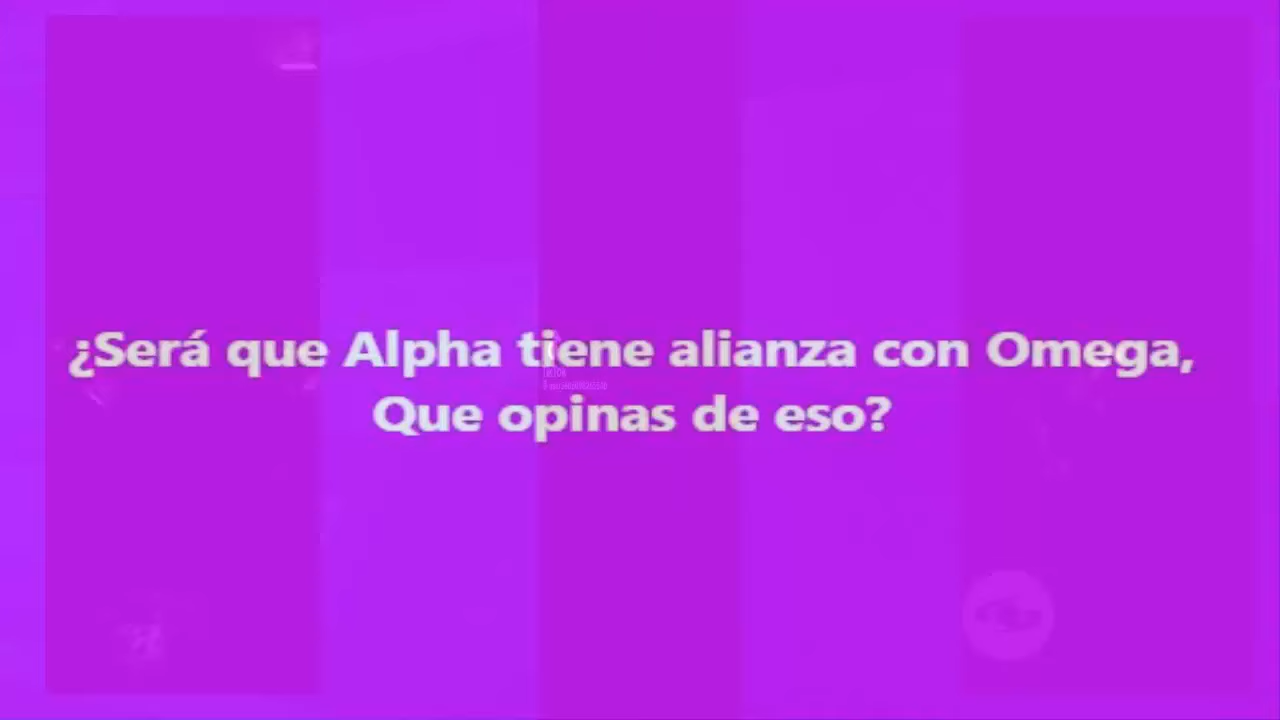 ¿Será que Alpha tiene alianza con Omega,
Que opinas de eso?